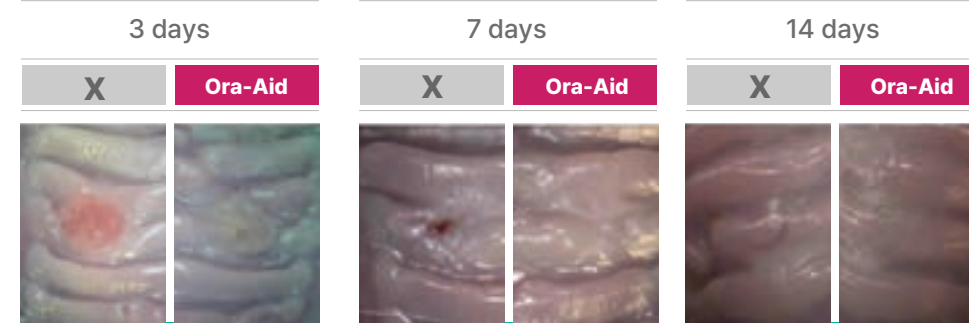 3 days 7 days 14 days
X Ora-Aid X Ora-Aid X Ora-Aid